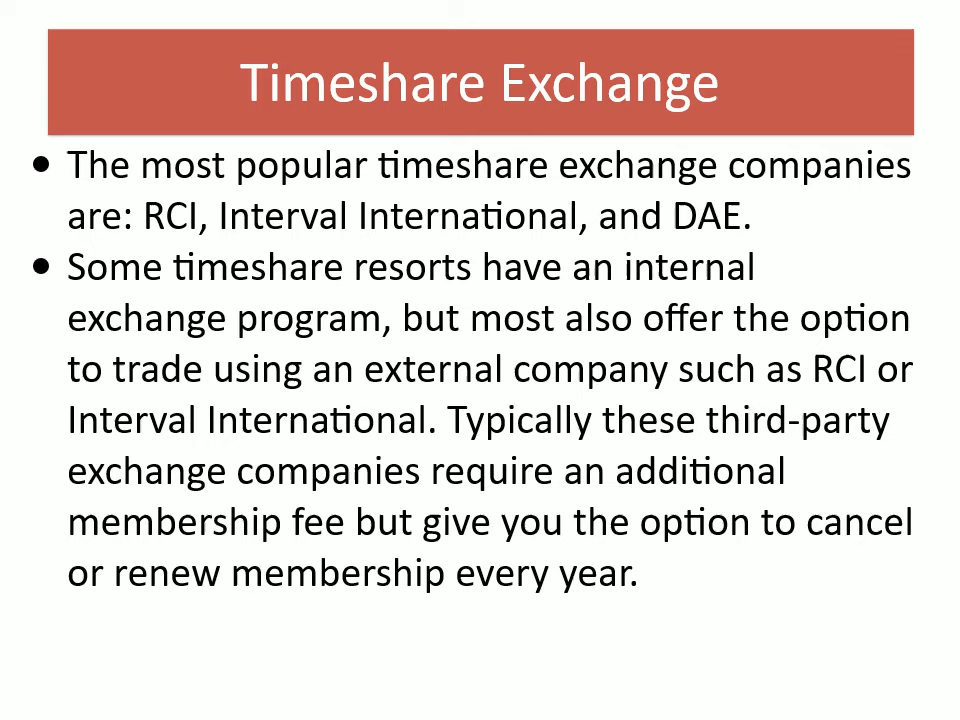 Timeshare Exchange
• The most popular timeshare exchange companies
are: RCI, Interval International, and DAE.
• Some timeshare resorts have an internal
exchange program, but most also offer the option
to trade using an external company such as RCI or
Interval International. Typically these third-party
exchange companies require an additional
membership fee but give you the option to cancel
or renew membership every year.